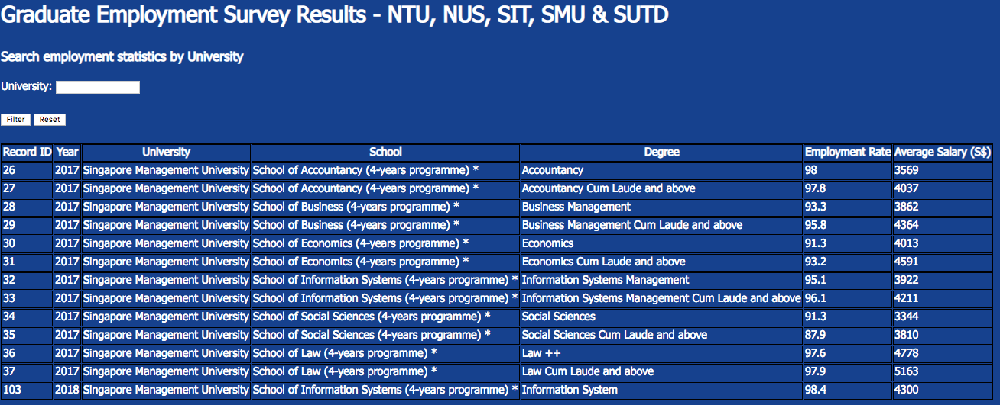 Graduate Employment Survey Results - NTU, NUS, SIT, SMU & SUTD
Search employment statistics by University
University:
Filter Reset
Record ID Year University School Degree Employment Rate Average Salary (S$)
26 2017 Singapore Management University School of Accountancy (4-years programme) * Accountancy 98 3569
27 2017 Singapore Management University School of Accountancy (4-years programme) * Accountancy Cum Laude and above 97.8 4037
28 2017 Singapore Management University School of Business (4-years programme) * Business Management 93.3 3862
29 2017 Singapore Management University School of Business (4-years programme) * Business Management Cum Laude and above 95.8 4364
30 2017 Singapore Management University School of Economics (4-years programme) * Economics 91.3 4013
31 2017 Singapore Management University School of Economics (4-years programme) * Economics Cum Laude and above 93.2 4591
32 2017 Singapore Management University School of Information Systems (4-years programme) * Information Systems Management 95.1 3922
33 2017 Singapore Management University School of Information Systems (4-years programme) * Information Systems Management Cum Laude and above 96.1 4211
34 2017 Singapore Management University School of Social Sciences (4-years programme) * Social Sciences 91.3 3344
35 2017 Singapore Management University School of Social Sciences (4-years programme) * Social Sciences Cum Laude and above 87.9 3810
36 2017 Singapore Management University School of Law (4-years programme) * Law ++ 97.6 4778
37 2017 Singapore Management University School of Law (4-years programme) * Law Cum Laude and above 97.9 5163
103 2018 Singapore Management University School of Information Systems (4-years programme) * Information System 98.4 4300